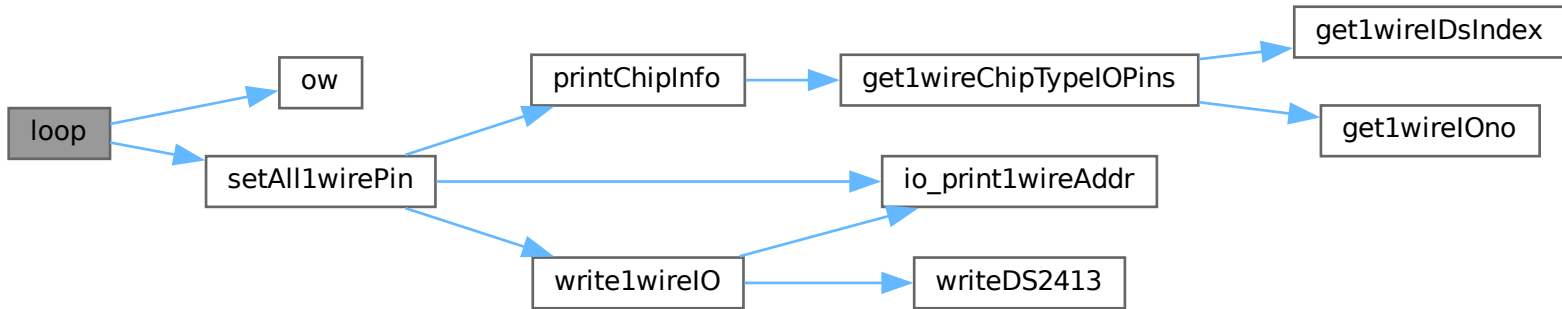 loop
ow
setAll1wirePin
printChipInfo
io_print1wireAddr
write1wireIO
get1wireChipTypeIOPins
writeDS2413
get1wireIDsIndex
get1wireIOno